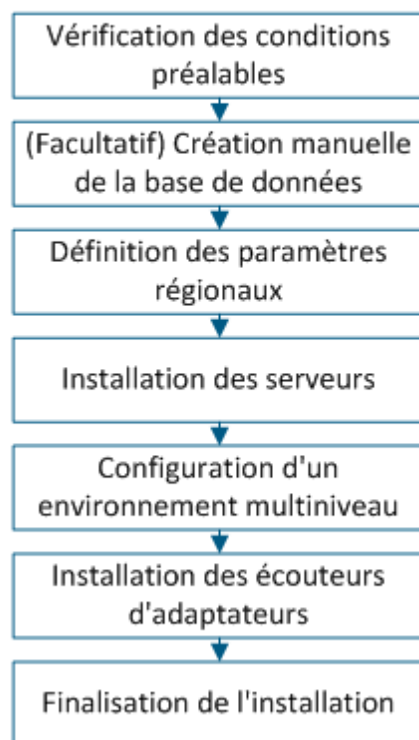 Vérification des conditions
préalables
(Facultatif) Création manuelle
de la base de données
Définition des paramètres
régionaux
Installation des serveurs
Configuration d'un
environnement multiniveau
Installation des écouteurs
d'adaptateurs
Finalisation de l'installation